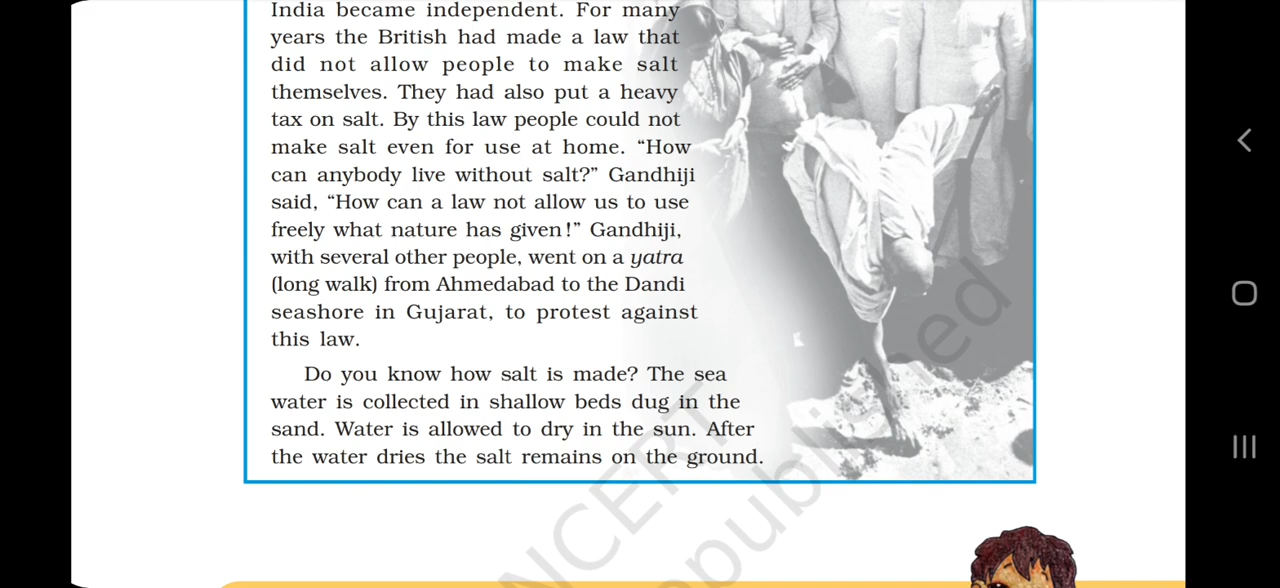 India became independent. For many
years the British had made a law that
did not allow people to make salt
themselves. They had also put a heavy
tax on salt. By this law people could not
make salt even for use at home. “How
can anybody live without salt?” Gandhiji
said, “How can a law not allow us to use
freely what nature has given!” Gandhiji,
with several other people, went on a yatra
(long walk) from Ahmedabad to the Dandi
seashore in Gujarat, to protest against
this law.
Do you know how salt is made? The sea
water is collected in shallow beds dug in the
sand. Water is allowed to dry in the sun. After
the water dries the salt remains on the ground.
NCERT